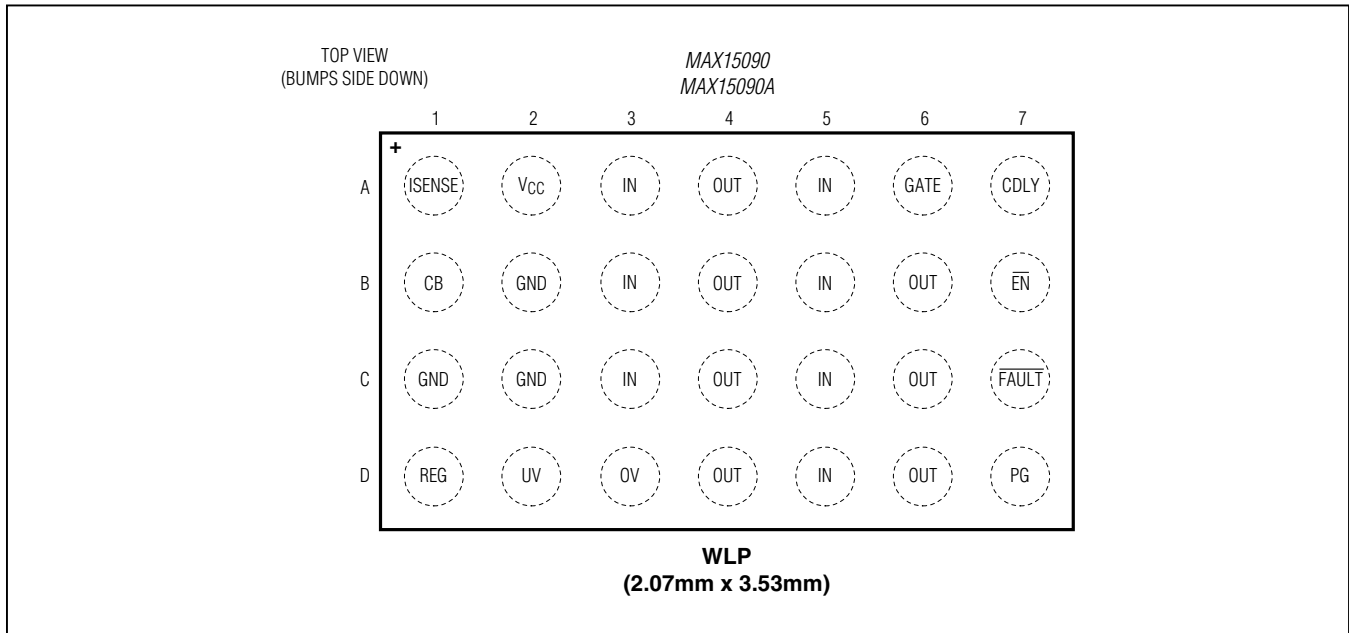 TOP VIEW
(BUMPS SIDE DOWN)
MAX15090
MAX15090A
1 2 3 4 5 6 7
+
A ISENSE VCC IN OUT IN GATE CDLY
B CB GND IN OUT IN OUT E̅N̅
C GND GND IN OUT IN OUT F̅A̅U̅L̅T̅
D REG UV OV OUT IN OUT PG
WLP
(2.07mm x 3.53mm)